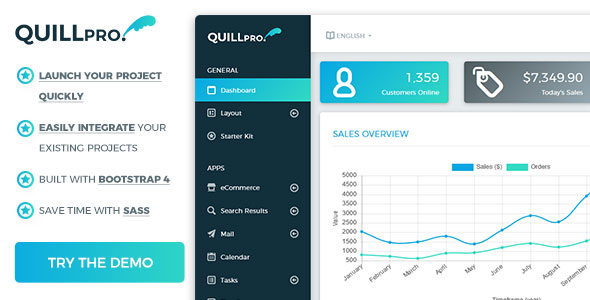 QUILLPRO.
LAUNCH YOUR PROJECT
QUICKLY
EASILY INTEGRATE YOUR
EXISTING PROJECTS
BUILT WITH BOOTSTRAP 4
SAVE TIME WITH SASS
TRY THE DEMO
QUILLPRO.
GENERAL
Dashboard
Layout
Starter Kit
APPS
eCommerce
Search Results
Mail
Calendar
Tasks
ENGLISH
1,359
Customers Online
$7,349.90
Today's Sales
SALES OVERVIEW
Sales ($) Orders
Value
5000
4500
4000
3500
3000
2500
2000
1500
1000
500
January
February
March
April
May
June
July
August
September